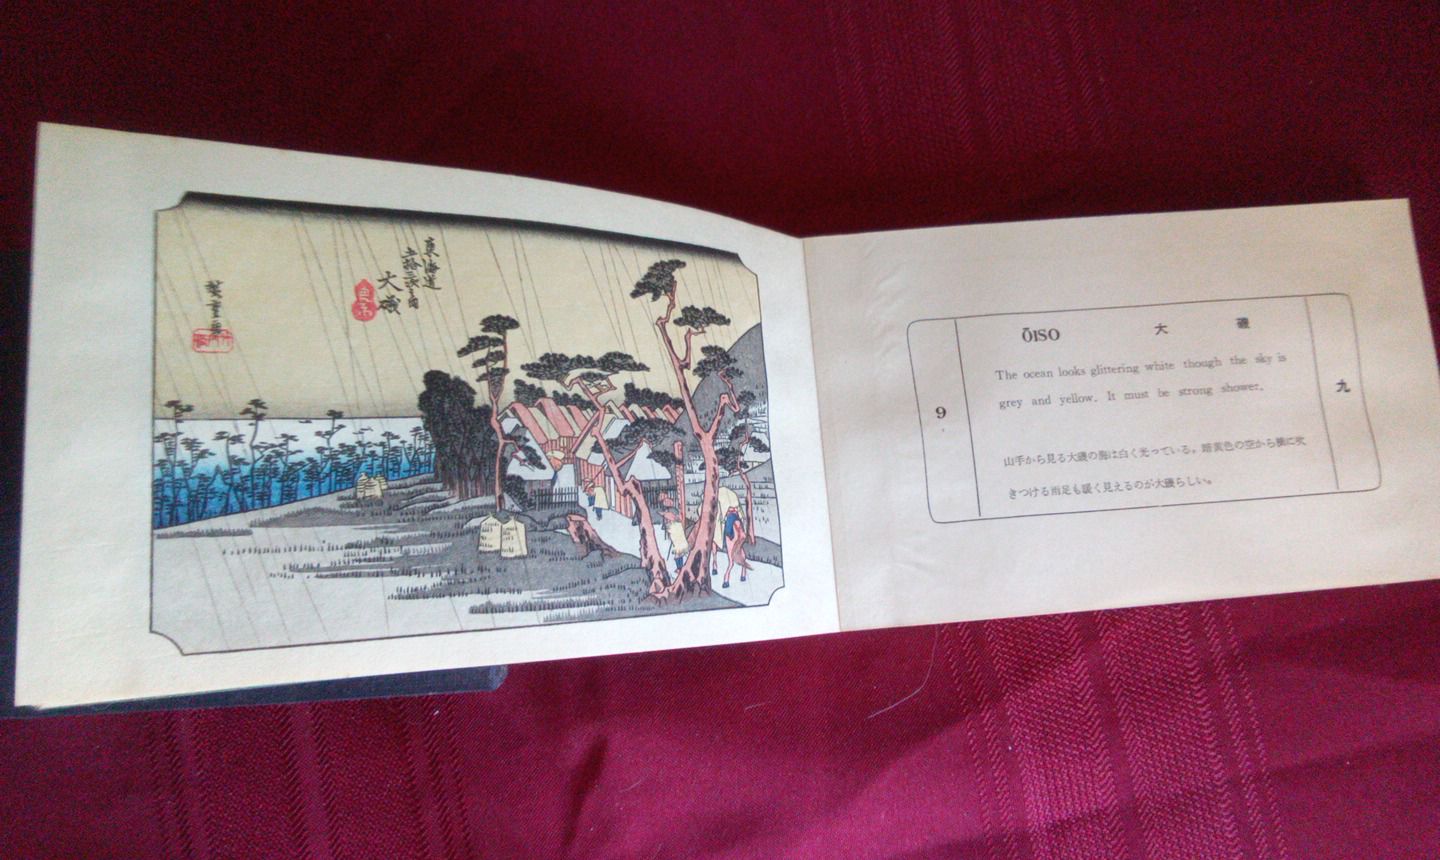 東海道
五拾三次之内
大磯
廣重画
ŌISO 大磯
The ocean looks glittering white though the sky is
grey and yellow. It must be strong shower.
9
九
山手から見る大磯の海は白く光っている。暗黄色の空から横に吹
きつける雨足も暖く見えるのが大磯らしい。